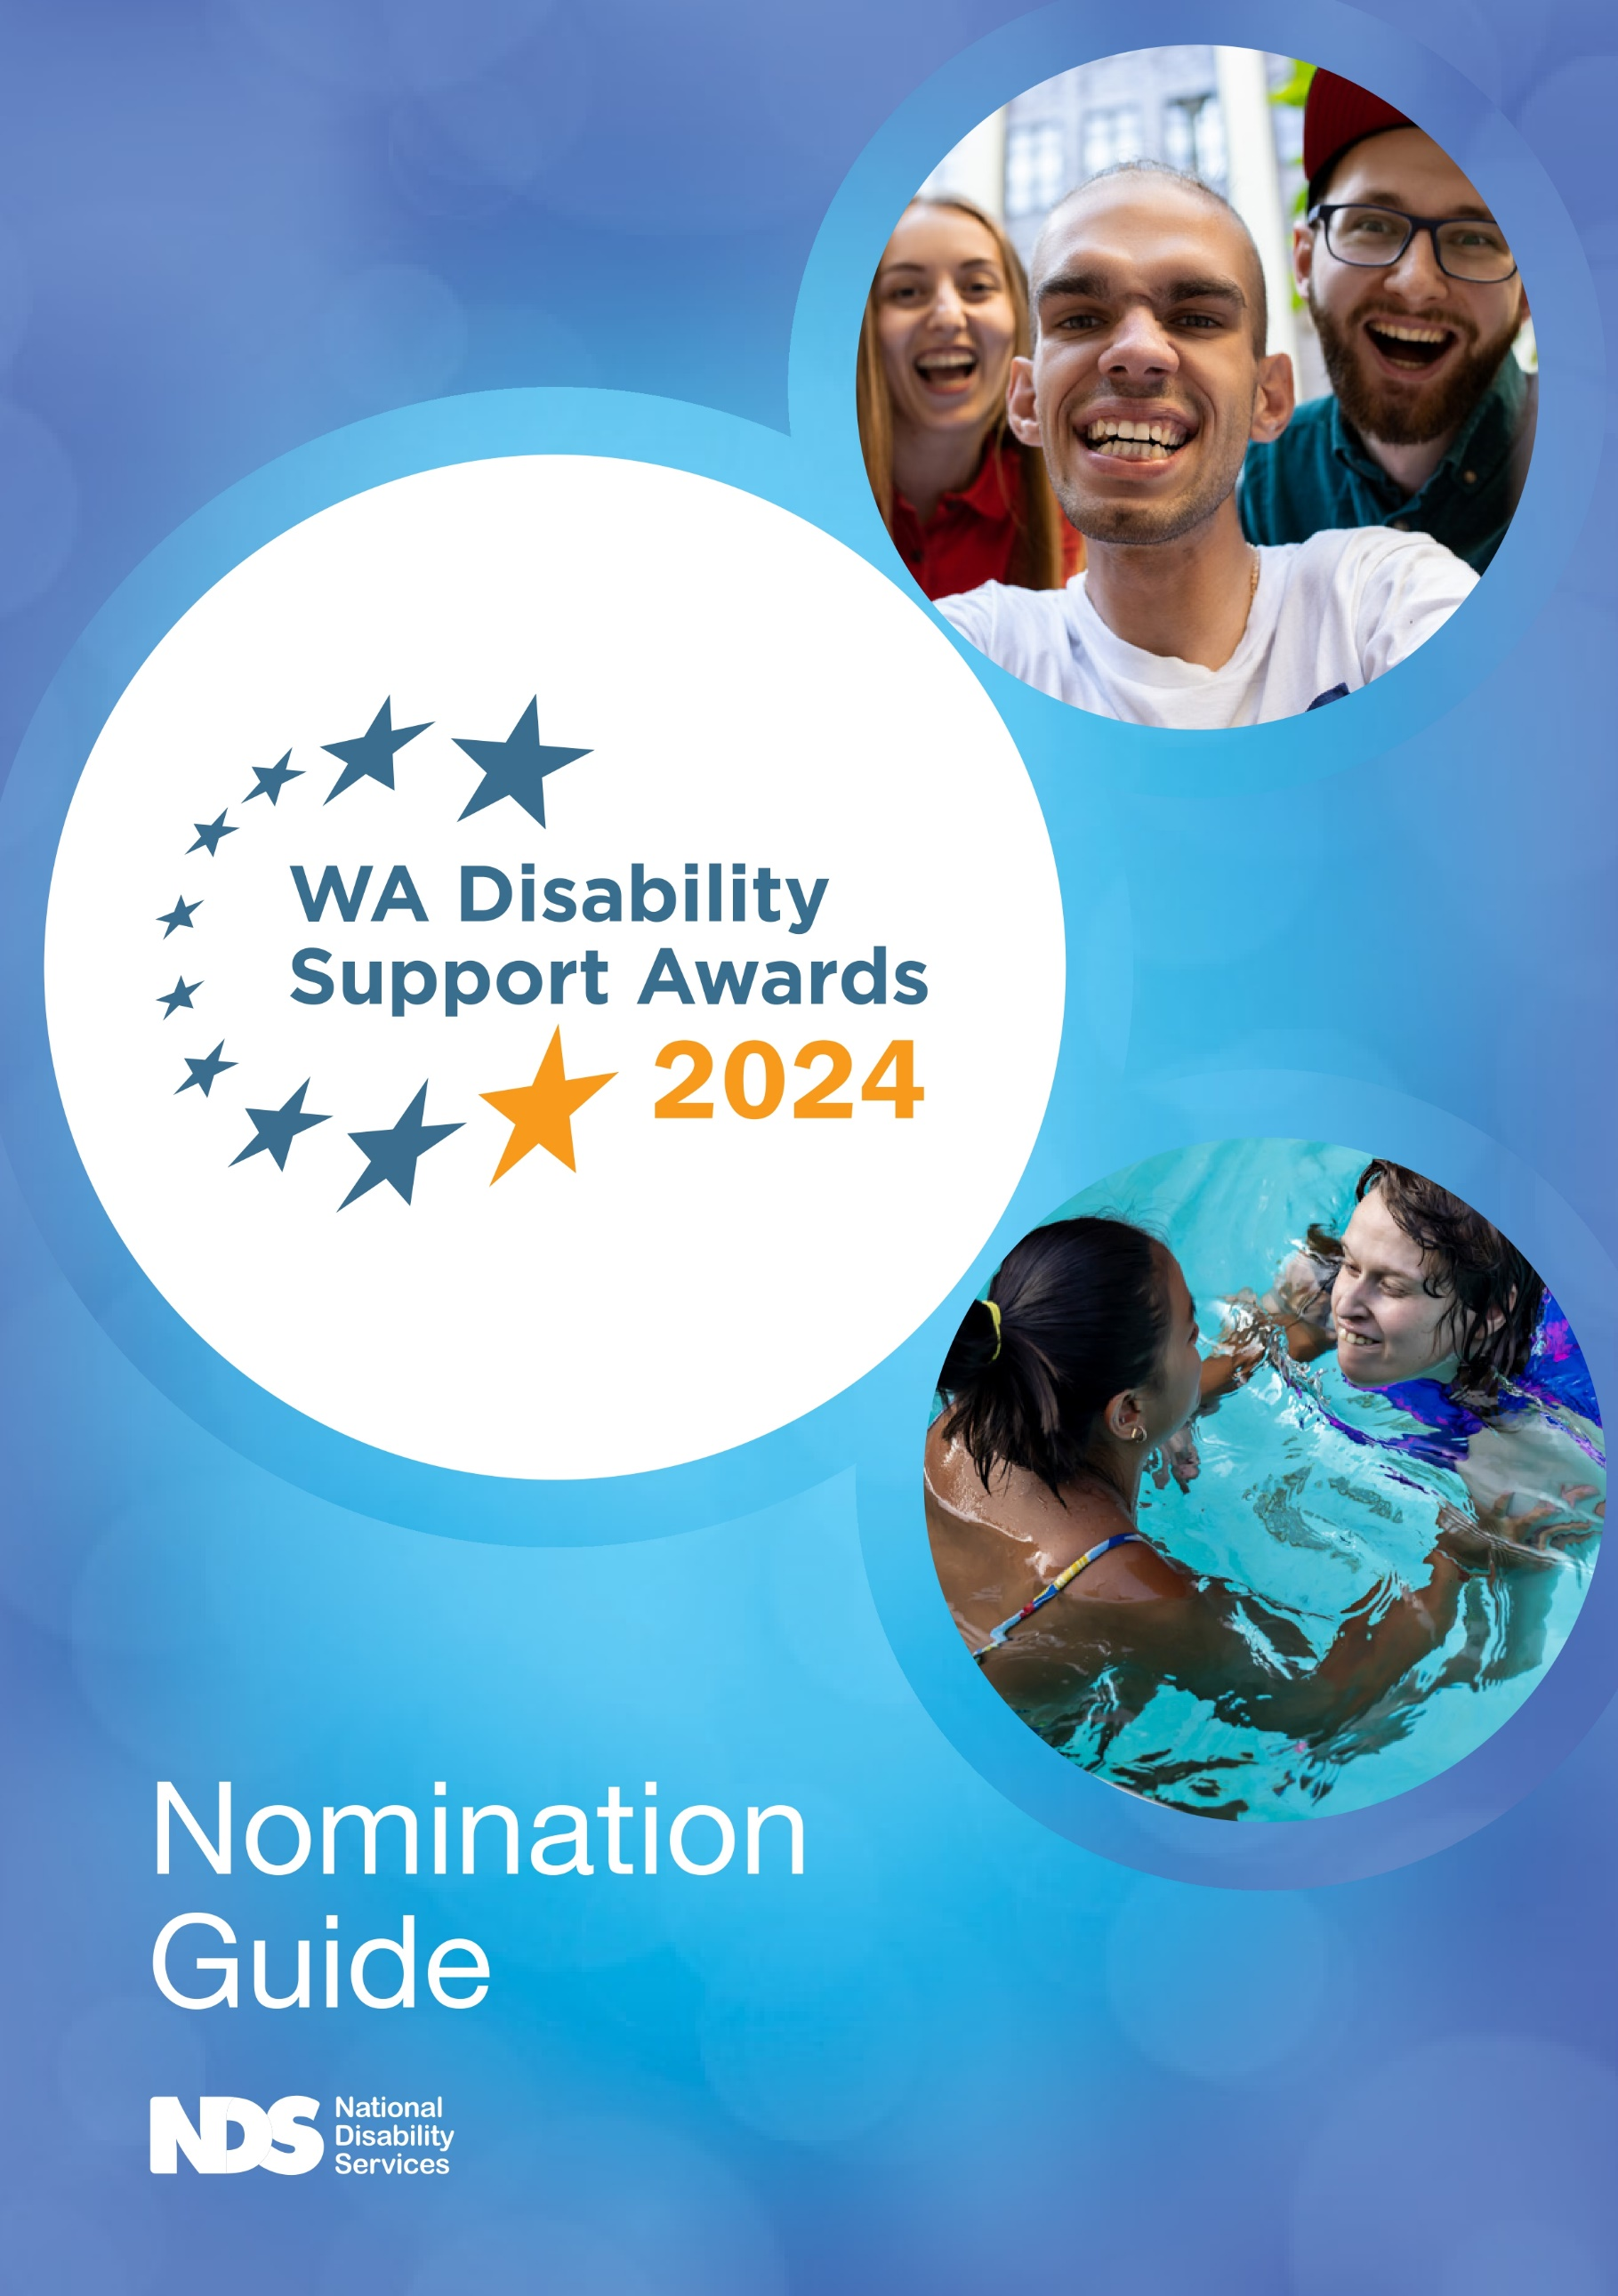 WA Disability
Support Awards
2024
Nomination
Guide
NDS
National
Disability
Services